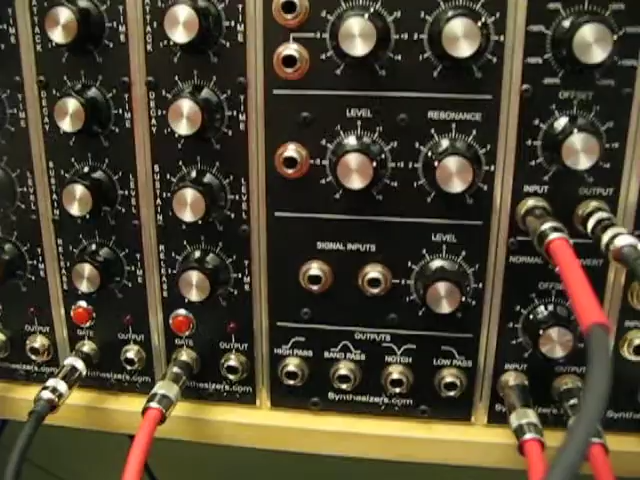 ATTACK TIME
ATTACK TIME
DECAY TIME
DECAY TIME
SUSTAIN LEVEL
SUSTAIN LEVEL
RELEASE TIME
RELEASE TIME
OUTPUT
GATE
OUTPUT
GATE
OUTPUT
Synthesizers.com
Synthesizers.com
LEVEL
RESONANCE
SIGNAL INPUTS
LEVEL
OUTPUTS
HIGH PASS
BAND PASS
NOTCH
LOW PASS
Synthesizers.com
OFFSET
INPUT
OUTPUT
NORMAL
OFFSET
INPUT
OUTPUT